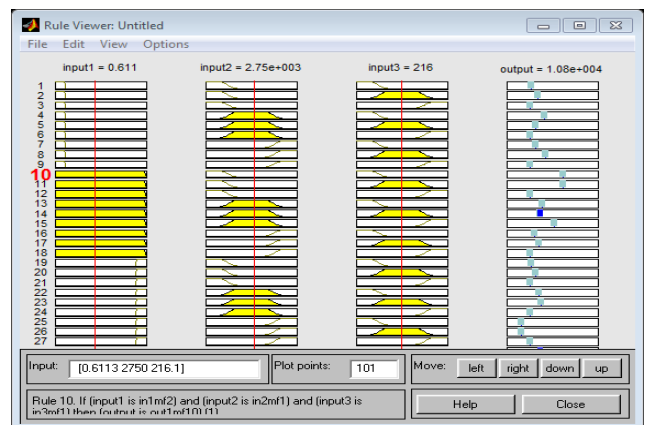 Rule Viewer: Untitled
File Edit View Options
input1 = 0.611
input2 = 2.75e+003
input3 = 216
output = 1.08e+004
1
2
3
4
5
6
7
8
9
10
11
12
13
14
15
16
17
18
19
20
21
22
23
24
25
26
27
Input: [0.6113 2750 216.1]
Plot points: 101
Move: left right down up
Rule 10. If (input1 is in1mf2) and (input2 is in2mf1) and (input3 is
in3mf1) then (output is out1mf10) (1)
Help
Close